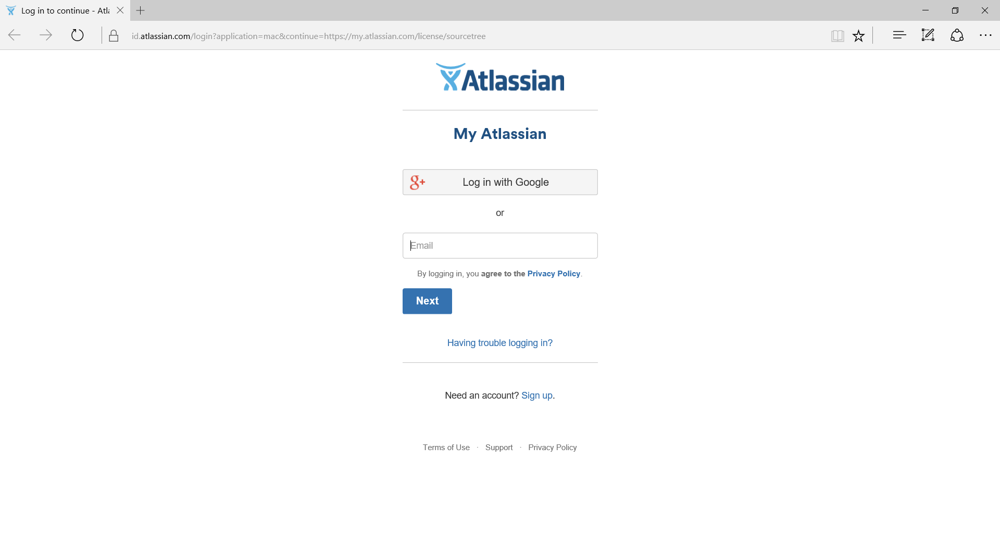 Log in to continue - Atl
id.atlassian.com/login?application=mac&continue=https://my.atlassian.com/license/sourcetree
Atlassian
My Atlassian
g+ Log in with Google
or
Email
By logging in, you agree to the Privacy Policy.
Next
Having trouble logging in?
Need an account? Sign up.
Terms of Use · Support · Privacy Policy